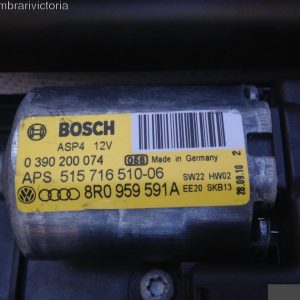 mbrarivictoria
BOSCH
ASP4 12V
0 390 200 074 Made in Germany
APS 515 716 510-06 SW22 HW02
8R0 959 591A EE20 SKB13
28.09.10 2